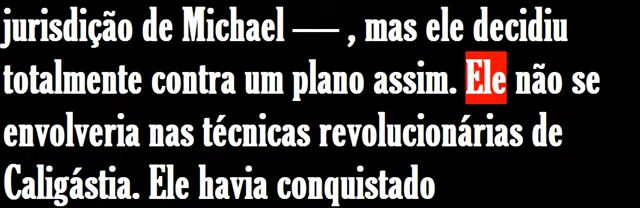 jurisdição de Michael —– , mas ele decidiu
totalmente contra um plano assim. Ele não se
envolveria nas técnicas revolucionárias de
Caligástia. Ele havia conquistado